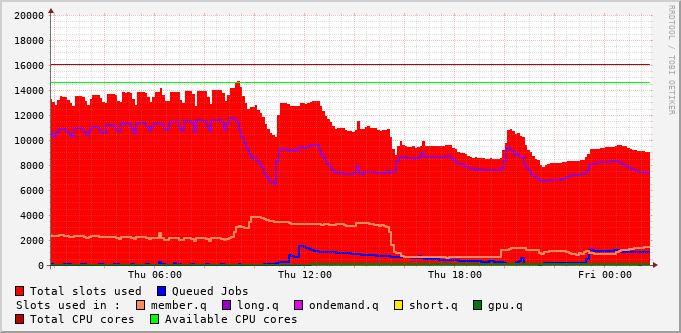 20000
18000
16000
14000
12000
10000
8000
6000
4000
2000
0
Thu 06:00 Thu 12:00 Thu 18:00 Fri 00:00
RRDTOOL / TOBI OETIKER
Total slots used Queued Jobs
Slots used in : member.q long.q ondemand.q short.q gpu.q
Total CPU cores Available CPU cores